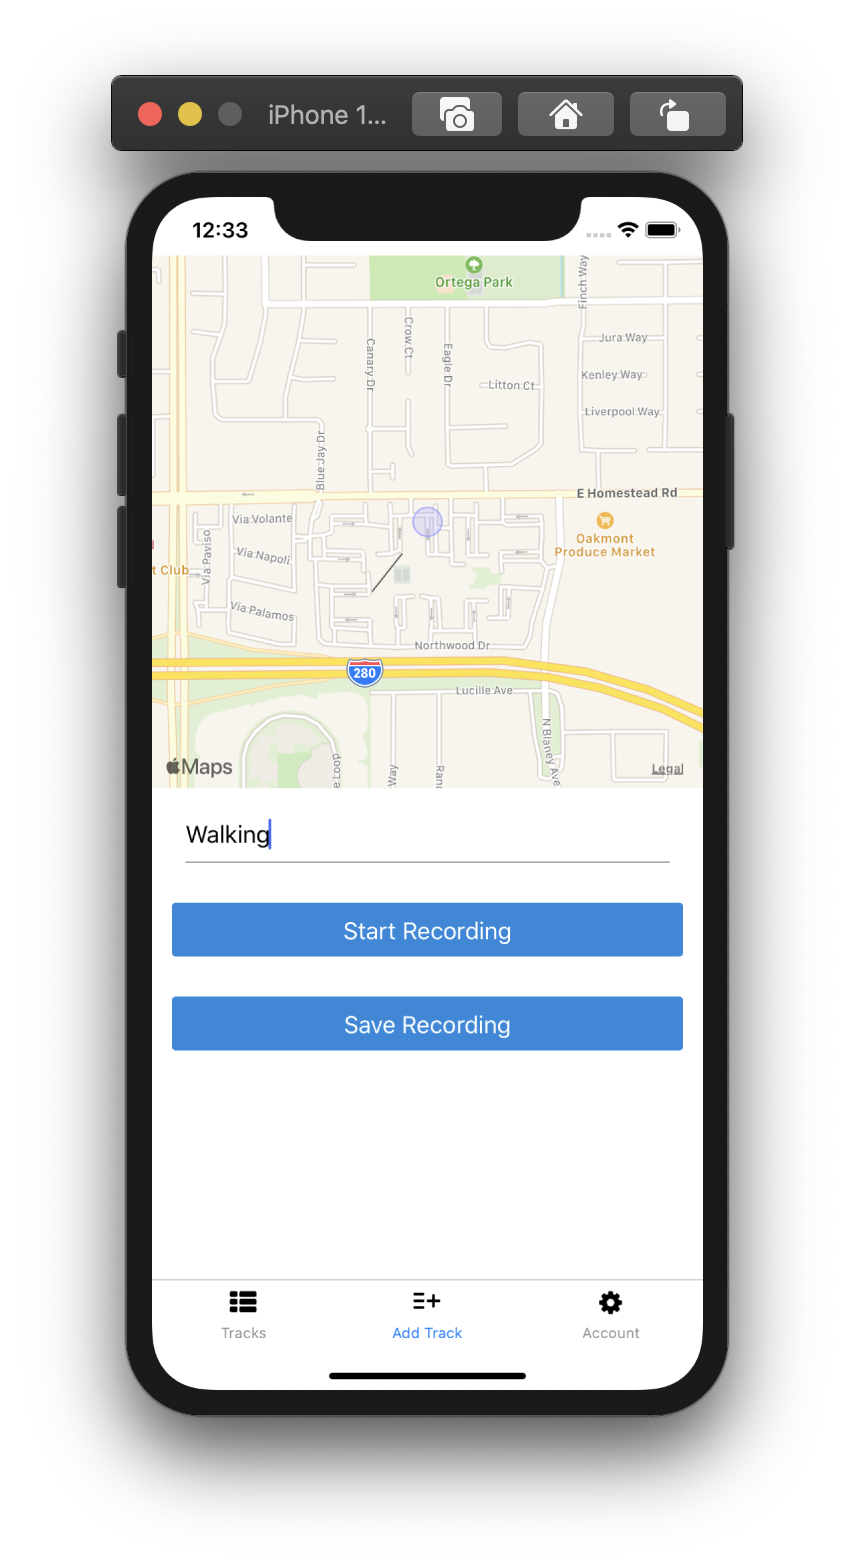 iPhone 1...
12:33
Ortega Park
Finch Way
Crow Ct
Canary Dr
Eagle Dr
Jura Way
Kenley Way
Litton Ct
Liverpool Way
Blue Jay Dr
E Homestead Rd
Via Volante
Via Paviso
Via Napoli
Oakmont
Produce Market
t Club
Via Palamos
Northwood Dr
280
Lucille Ave
N Blaney Ave
e Loop
Way
Ranc
Maps
Legal
Walking
Start Recording
Save Recording
Tracks
Add Track
Account